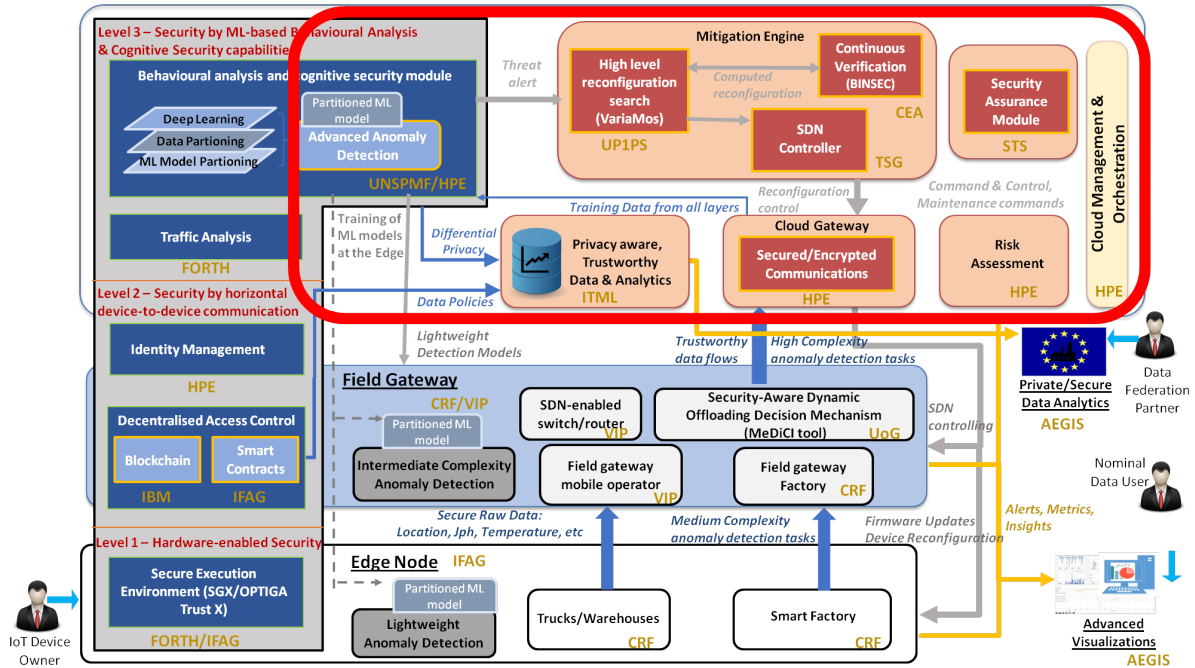 Level 3 – Security by ML-based Behavioural Analysis
& Cognitive Security capabilities
Behavioural analysis and cognitive security module
Deep Learning
Data Partioning
ML Model Partioning
Partitioned ML
model
Advanced Anomaly
Detection
UNSPMF/HPE
Traffic Analysis
FORTH
Level 2 – Security by horizontal
device-to-device communication
Identity Management
HPE
Decentralised Access Control
Blockchain
Smart
Contracts
IBM
IFAG
Level 1 – Hardware-enabled Security
Secure Execution
Environment (SGX/OPTIGA
Trust X)
FORTH/IFAG
IoT Device
Owner
Threat
alert
Mitigation Engine
High level
reconfiguration
search
(VariaMos)
UP1PS
Computed
reconfiguration
Continuous
Verification
(BINSEC)
CEA
SDN
Controller
TSG
Security
Assurance
Module
STS
Cloud Management &
Orchestration
HPE
Training of
ML models
at the Edge
Training Data from all layers
Reconfiguration
control
Command & Control,
Maintenance commands
Differential
Privacy
Data Policies
Privacy aware,
Trustworthy
Data & Analytics
ITML
Cloud Gateway
Secured/Encrypted
Communications
HPE
Risk
Assessment
HPE
Lightweight
Detection Models
Trustworthy
data flows
High Complexity
anomaly detection tasks
Private/Secure
Data Analytics
AEGIS
Data
Federation
Partner
Field Gateway
CRF/VIP
Partitioned ML
model
Intermediate Complexity
Anomaly Detection
SDN-enabled
switch/router
VIP
Security-Aware Dynamic
Offloading Decision Mechanism
(MeDiCI tool)
UoG
SDN
controlling
Field gateway
mobile operator
VIP
Field gateway
Factory
CRF
Nominal
Data User
Secure Raw Data:
Location, Jph, Temperature, etc
Medium Complexity
anomaly detection tasks
Firmware Updates
Device Reconfiguration
Alerts, Metrics,
Insights
Edge Node
IFAG
Partitioned ML
model
Lightweight
Anomaly Detection
Trucks/Warehouses
CRF
Smart Factory
CRF
Advanced
Visualizations
AEGIS